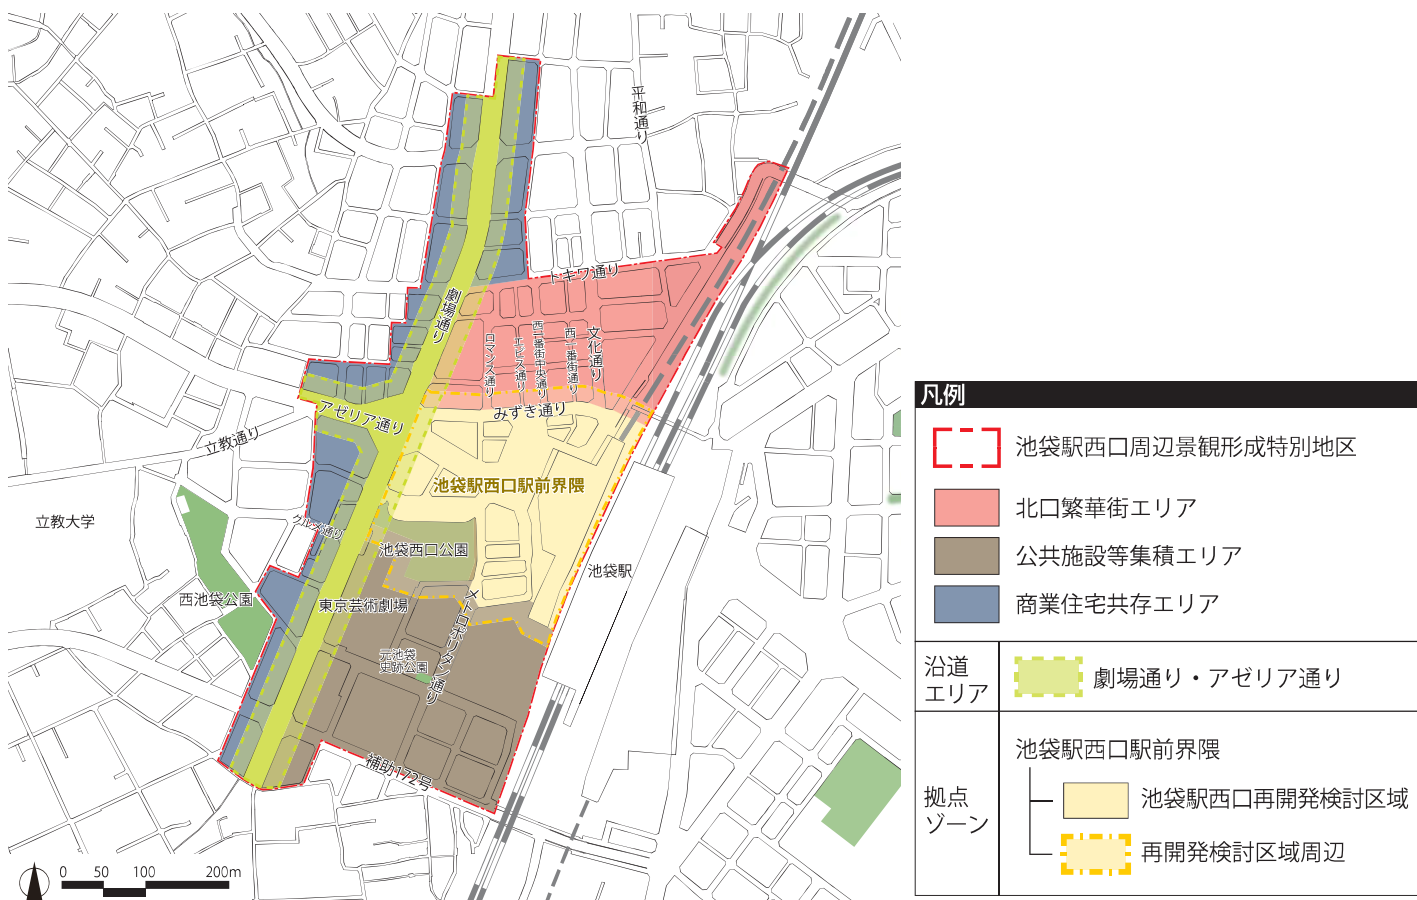 平和通り
トキワ通り
劇場通り
ロマンス通り
エビス通り
西一番街中央通り
西一番街通り
文化通り
みずき通り
アゼリア通り
立教通り
池袋駅西口駅前界隈
立教大学
グルメ通り
池袋西口公園
池袋駅
西池袋公園
東京芸術劇場
メトロポリタン通り
元池袋
史跡公園
補助172号
0 50 100 200m
凡例
池袋駅西口周辺景観形成特別地区
北口繁華街エリア
公共施設等集積エリア
商業住宅共存エリア
沿道
エリア
劇場通り・アゼリア通り
拠点
ゾーン
池袋駅西口駅前界隈
池袋駅西口再開発検討区域
再開発検討区域周辺